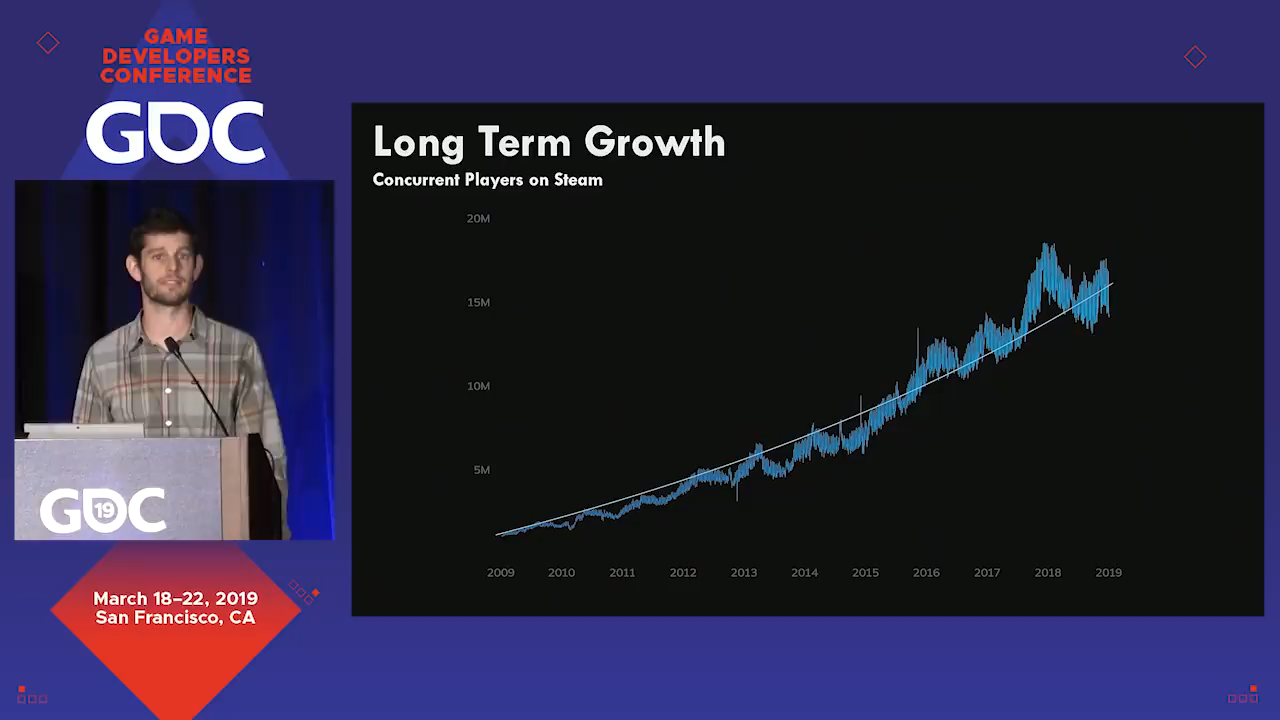 GAME
DEVELOPERS
CONFERENCE
GDC
Long Term Growth
Concurrent Players on Steam
20M
15M
10M
5M
2009 2010 2011 2012 2013 2014 2015 2016 2017 2018 2019
GDC 19
March 18–22, 2019
San Francisco, CA